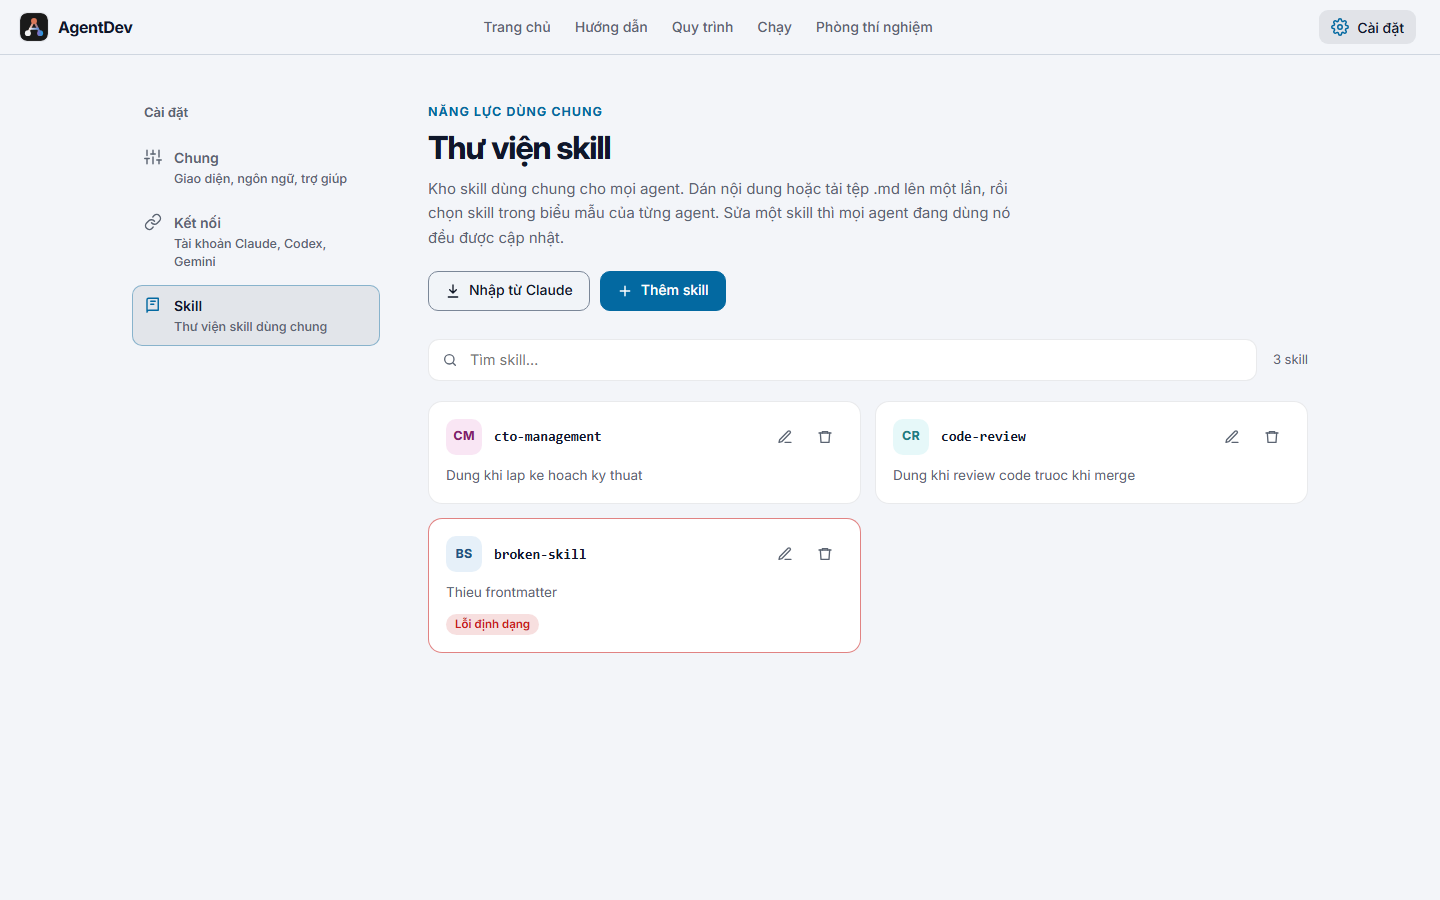 AgentDev
Trang chủ
Hướng dẫn
Quy trình
Chạy
Phòng thí nghiệm
Cài đặt
Cài đặt
Chung
Giao diện, ngôn ngữ, trợ giúp
Kết nối
Tài khoản Claude, Codex,
Gemini
Skill
Thư viện skill dùng chung
NĂNG LỰC DÙNG CHUNG
Thư viện skill
Kho skill dùng chung cho mọi agent. Dán nội dung hoặc tải tệp .md lên một lần, rồi
chọn skill trong biểu mẫu của từng agent. Sửa một skill thì mọi agent đang dùng nó
đều được cập nhật.
Nhập từ Claude
Thêm skill
Tìm skill...
3 skill
CM
cto-management
Dung khi lap ke hoach ky thuat
CR
code-review
Dung khi review code truoc khi merge
BS
broken-skill
Thieu frontmatter
Lỗi định dạng